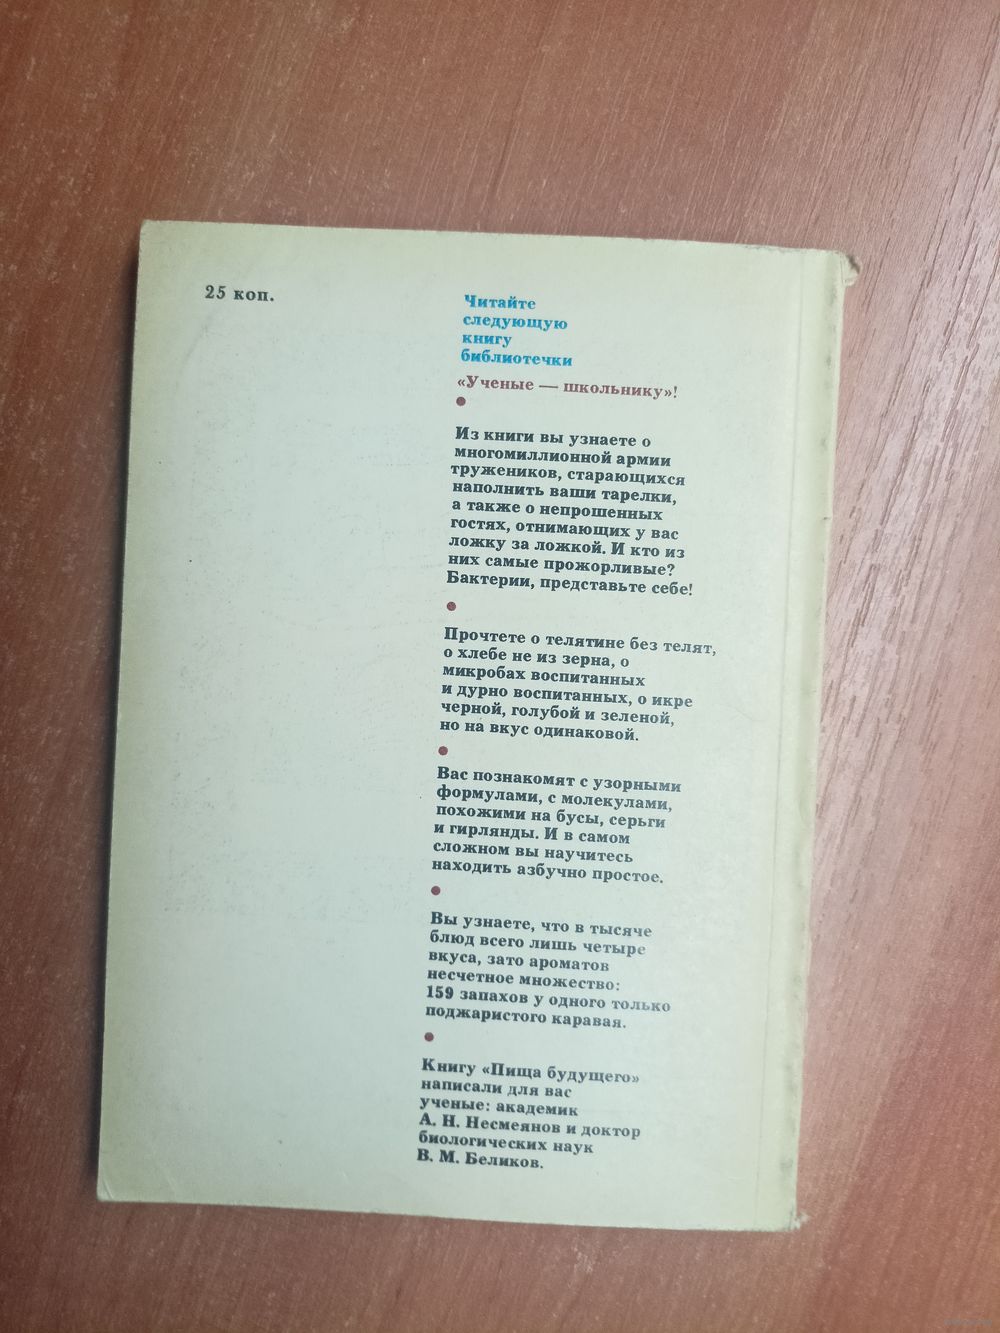 25 коп.
Читайте
следующую
книгу
библиотечки
«Ученые — школьнику»!
Из книги вы узнаете о
многомиллионной армии
тружеников, старающихся
наполнить ваши тарелки,
а также о непрошенных
гостях, отнимающих у вас
ложку за ложкой. И кто из
них самые прожорливые?
Бактерии, представьте себе!
Прочтете о телятине без телят,
о хлебе не из зерна, о
микробах воспитанных
и дурно воспитанных, о икре
черной, голубой и зеленой,
но на вкус одинаковой.
Вас познакомят с узорными
формулами, с молекулами,
похожими на бусы, серьги
и гирлянды. И в самом
сложном вы научитесь
находить азбучно простое.
Вы узнаете, что в тысяче
блюд всего лишь четыре
вкуса, зато ароматов
несчетное множество:
159 запахов у одного только
поджаристого каравая.
Книгу «Пища будущего»
написали для вас
ученые: академик
А. Н. Несмеянов и доктор
биологических наук
В. М. Беликов.